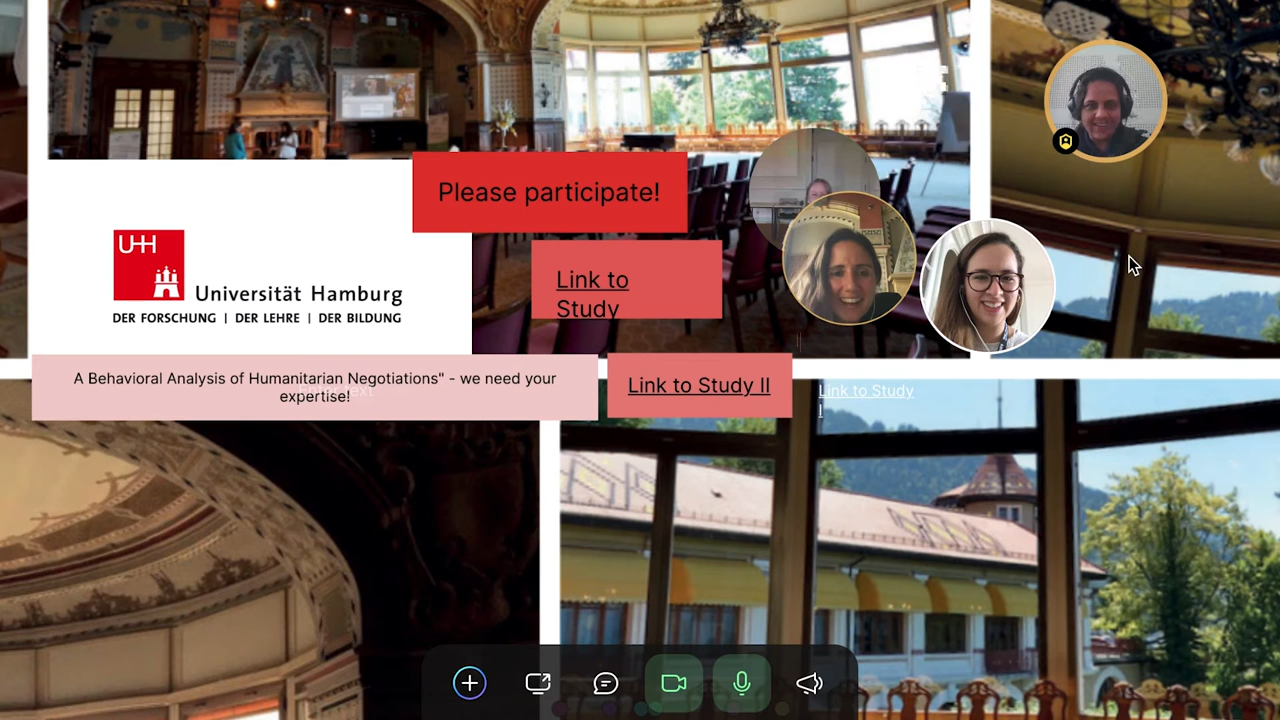 Please participate!
Link to
Study
UHH
Universität Hamburg
DER FORSCHUNG | DER LEHRE | DER BILDUNG
A Behavioral Analysis of Humanitarian Negotiations" - we need your
expertise!
Link to Study II
Link to Study
I